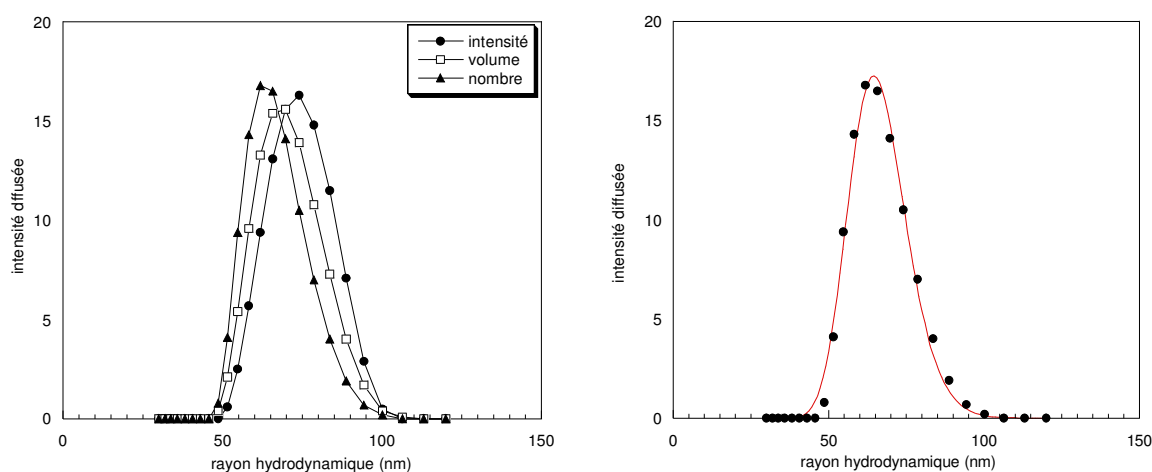 20
15
10
5
0
intensité dffusée
intensité
volume
nombre
0 50 100 150
rayon hydrodynamique (nm)
20
15
10
5
0
intensité diffusée
0 50 100 150
rayon hydrodynamique (nm)